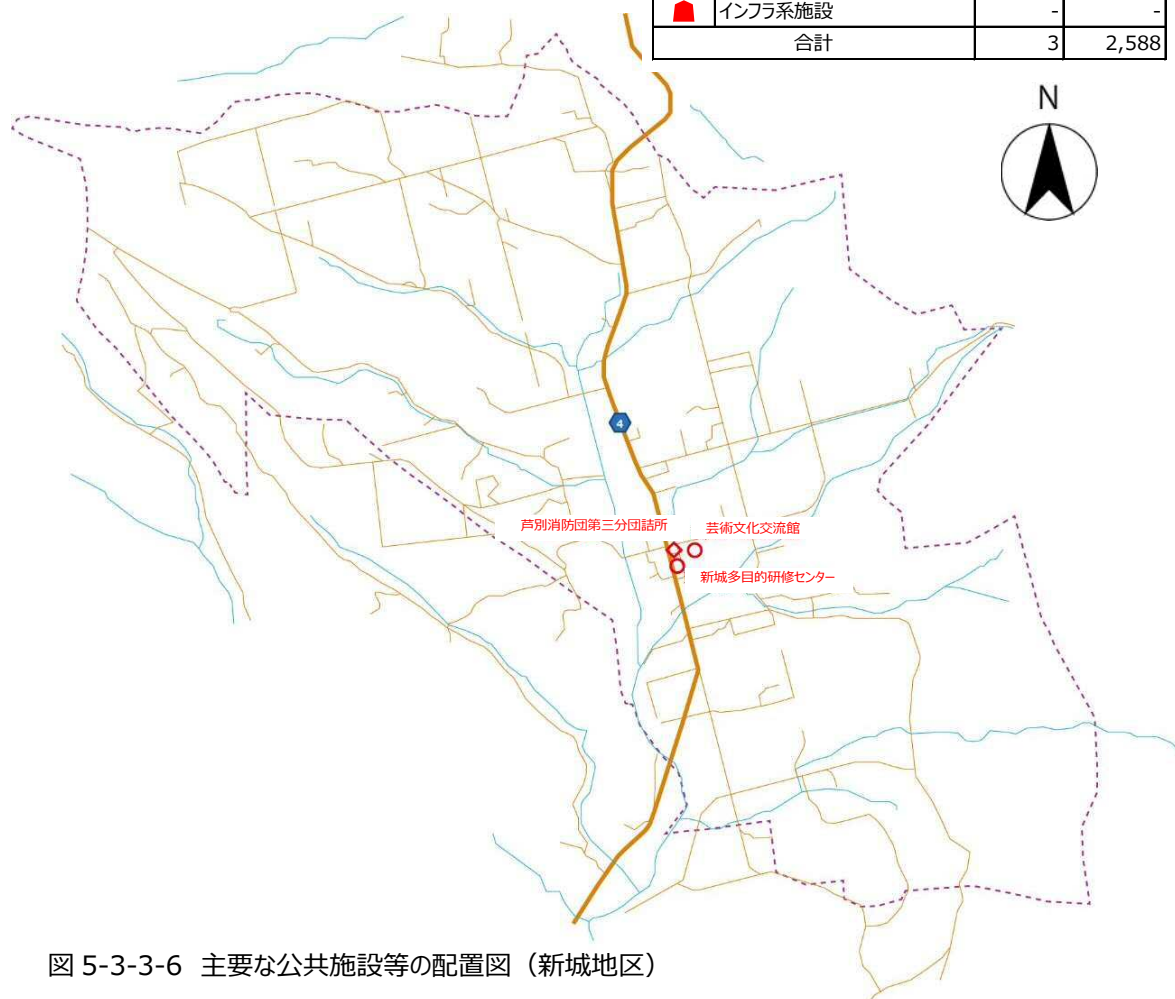 インフラ系施設 - -
合計 3 2,588
N
4
芦別消防団第三分団詰所 芸術文化交流館
新城多目的研修センター
図 5-3-3-6 主要な公共施設等の配置図（新城地区）